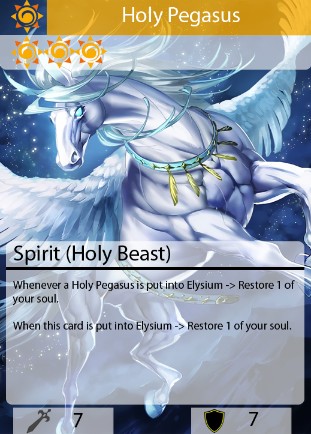 Holy Pegasus
Spirit (Holy Beast)
Whenever a Holy Pegasus is put into Elysium -> Restore 1 of
your soul.
When this card is put into Elysium -> Restore 1 of your soul.
7
7